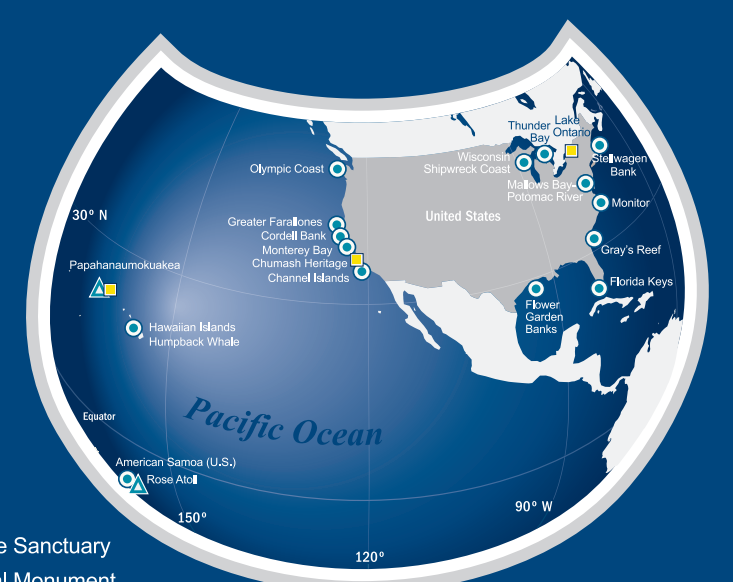 Thunder
Bay
Lake
Ontario
Wisconsin
Shipwreck Coast
Stellwagen
Bank
Olympic Coast
Mallows Bay-
Potomac River
Monitor
30° N
Greater Farallones
Cordell Bank
Monterey Bay
Chumash Heritage
Channel Islands
United States
Gray's Reef
Papahanaumokuakea
Florida Keys
Flower
Garden
Banks
Hawaiian Islands
Humpback Whale
Pacific Ocean
Equator
American Samoa (U.S.)
Rose Atoll
150°
90° W
120°
e Sanctuary
al Monument